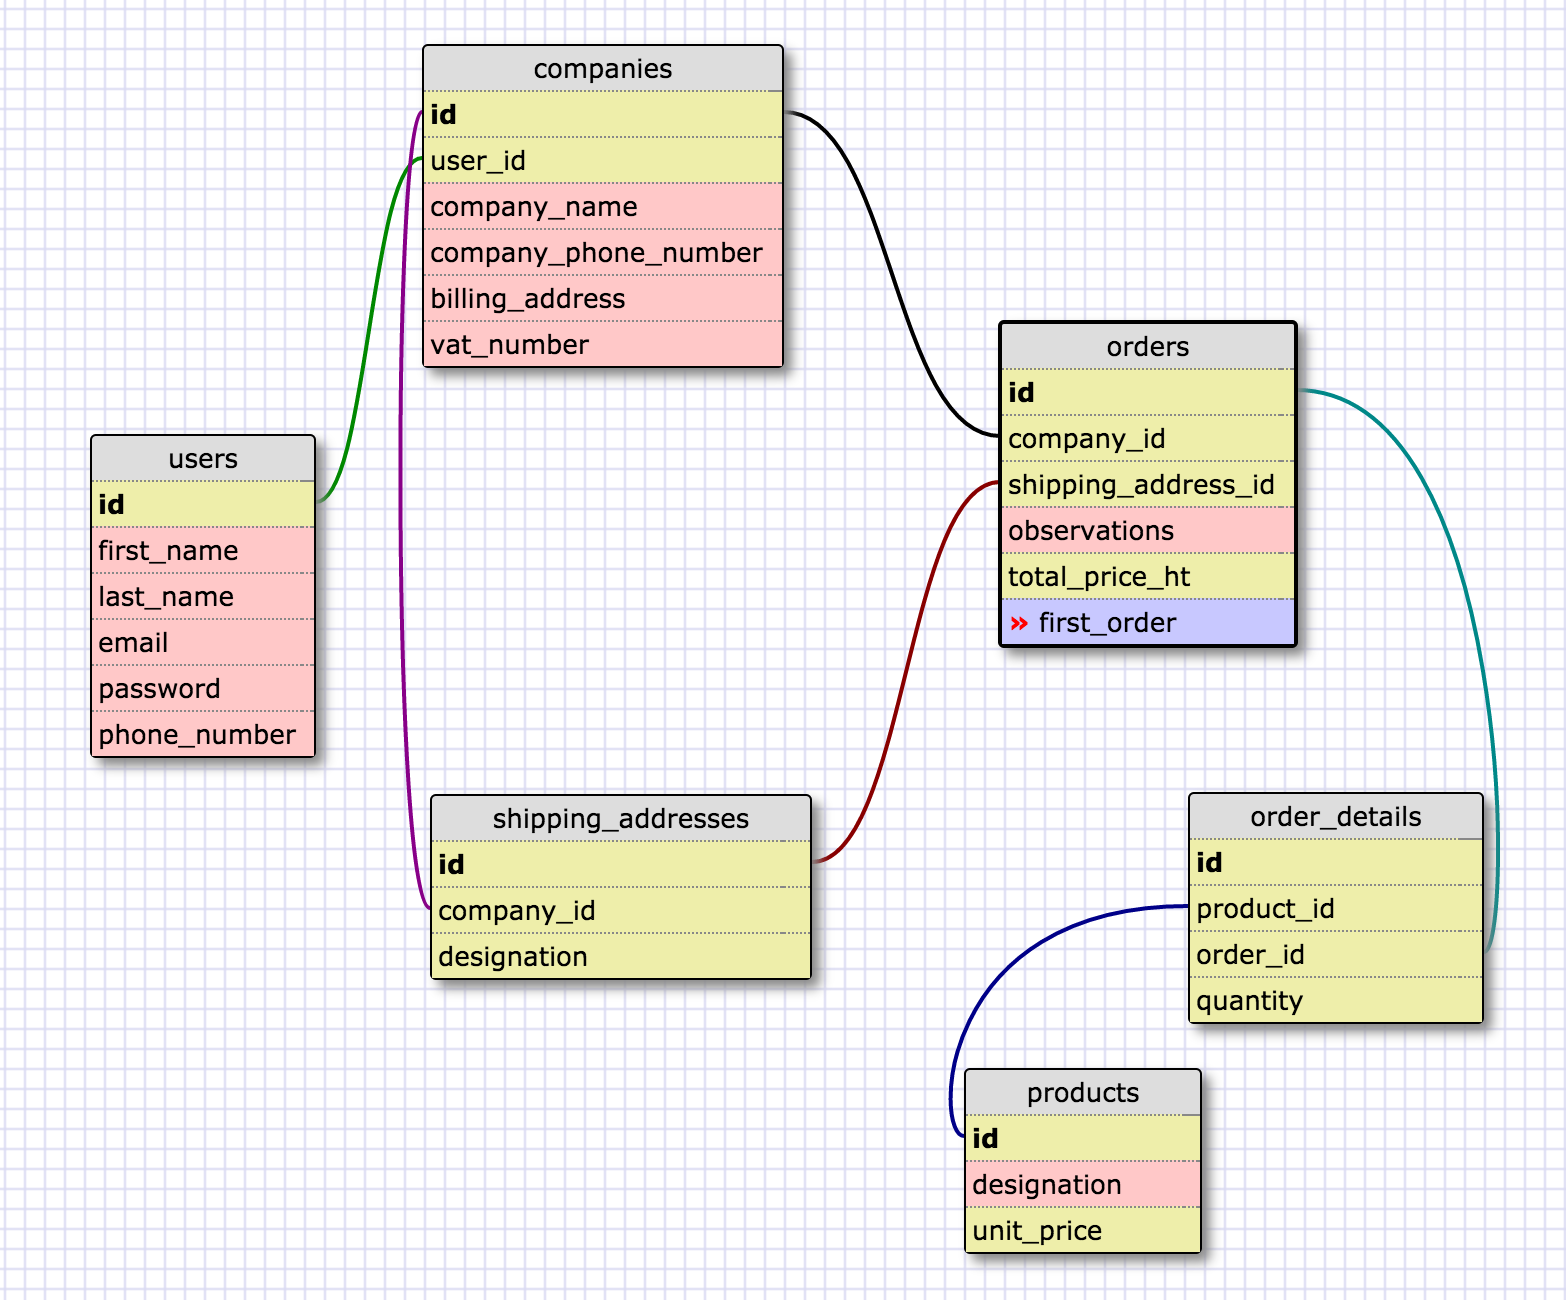 companies
id
user_id
company_name
company_phone_number
billing_address
vat_number
users
id
first_name
last_name
email
password
phone_number
orders
id
company_id
shipping_address_id
observations
total_price_ht
» first_order
shipping_addresses
id
company_id
designation
order_details
id
product_id
order_id
quantity
products
id
designation
unit_price